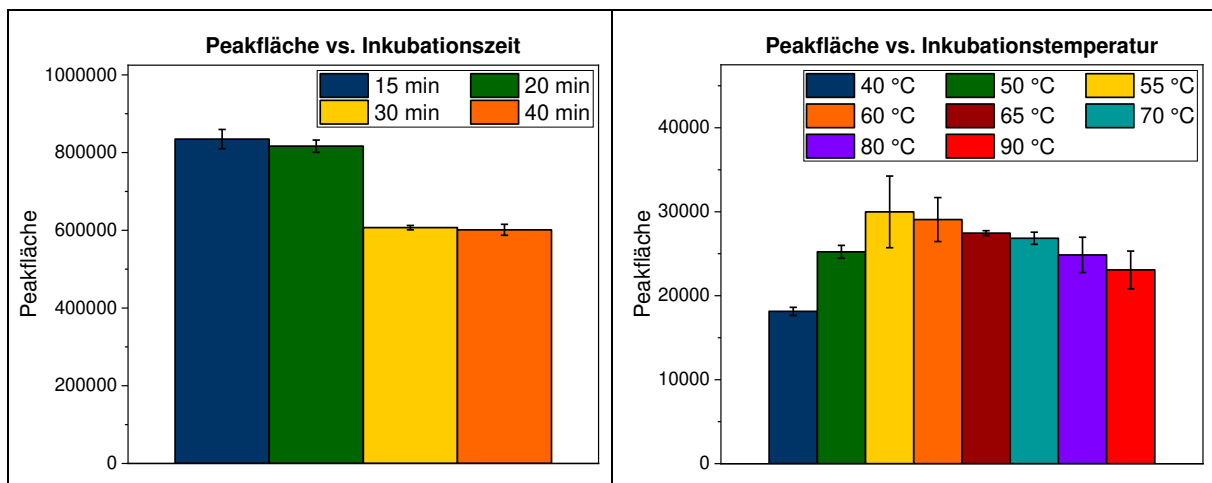 Peakfläche vs. Inkubationszeit
15 min
20 min
30 min
40 min
1000000
800000
600000
400000
200000
0
Peakfläche
Peakfläche vs. Inkubationstemperatur
40 °C
50 °C
55 °C
60 °C
65 °C
70 °C
80 °C
90 °C
40000
30000
20000
10000
0
Peakfläche